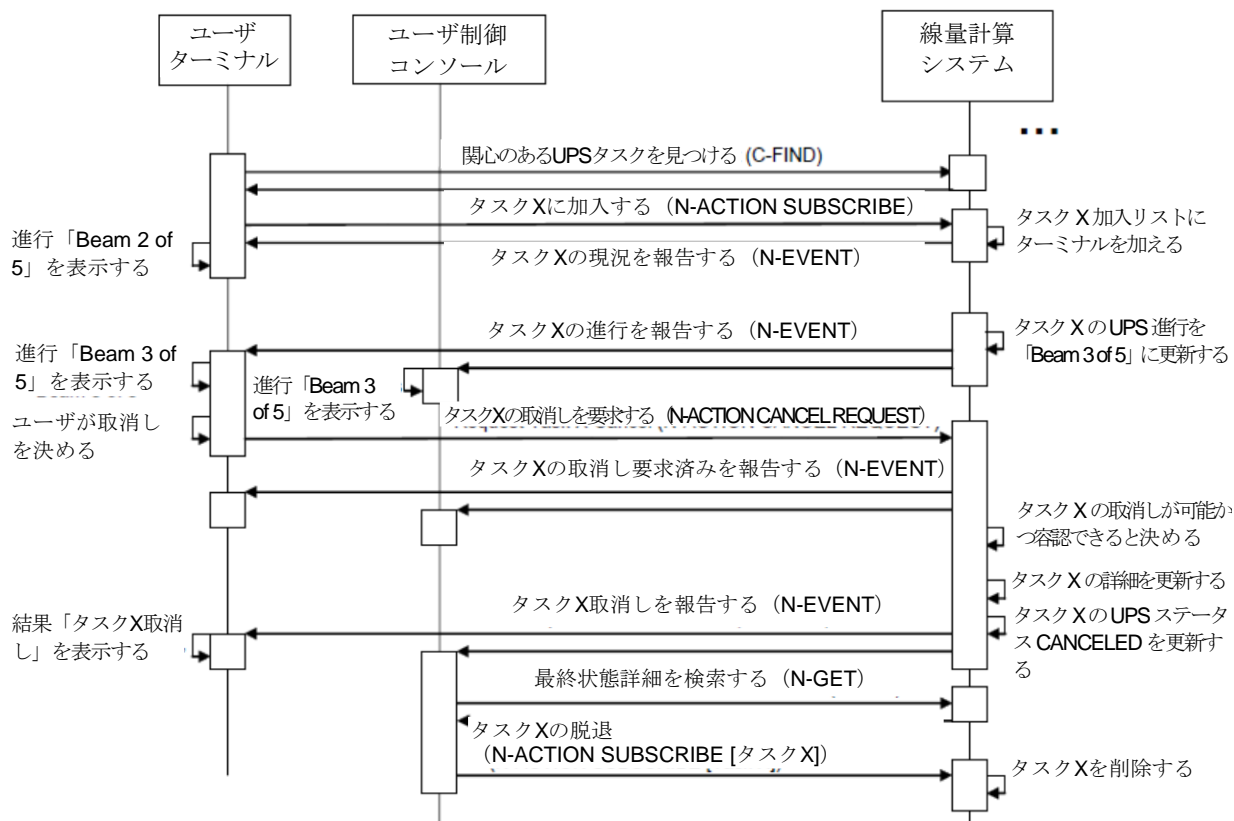 ユーザ
ターミナル
ユーザ制御
コンソール
線量計算
システム
...
関心のあるUPSタスクを見つける (C-FIND)
タスクXに加入する（N-ACTION SUBSCRIBE）
タスクX加入リストに
ターミナルを加える
進行「Beam 2 of
5」を表示する
タスクXの現況を報告する（N-EVENT）
タスクXの進行を報告する（N-EVENT）
タスクXのUPS進行を
「Beam 3 of 5」に更新する
進行「Beam 3 of
5」を表示する
進行「Beam 3
of 5」を表示する
ユーザが取消し
を決める
タスクXの取消しを要求する（N-ACTION CANCEL REQUEST）
タスクXの取消し要求済みを報告する（N-EVENT）
タスクXの取消しが可能か
つ容認できると決める
タスクXの詳細を更新する
タスクX取消しを報告する（N-EVENT）
タスクXのUPSステータ
スCANCELEDを更新す
る
結果「タスクX取消
し」を表示する
最終状態詳細を検索する（N-GET）
タスクXの脱退
（N-ACTION SUBSCRIBE [タスクX]）
タスクXを削除する